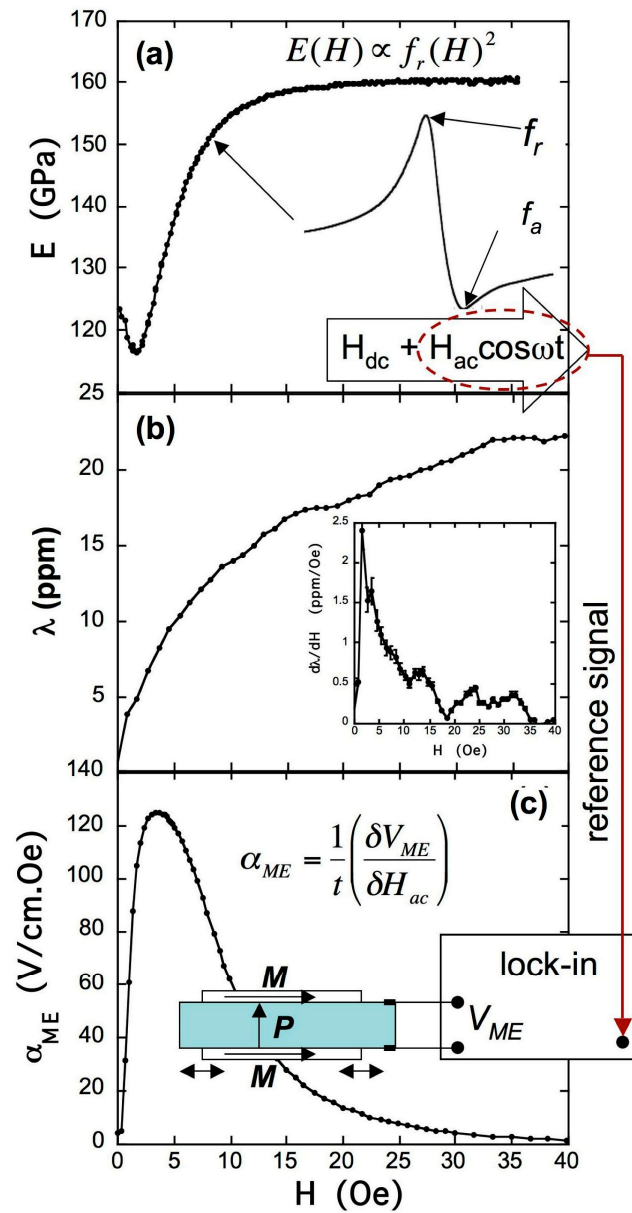 (a)
E(H) ∝ f_r(H)^2
170
160
150
140
130
120
E (GPa)
f_r
f_a
H_dc + H_ac cosωt
(b)
25
20
15
10
5
λ (ppm)
2.5
2
1.5
1
0.5
0
dλ/dH (ppm/Oe)
0 5 10 15 20 25 30 35 40
H (Oe)
reference signal
(c)
140
120
100
80
60
40
20
0
α_ME (V/cm.Oe)
α_ME = 1/t (δV_ME/δH_ac)
M
P
M
lock-in
V_ME
0 5 10 15 20 25 30 35 40
H (Oe)